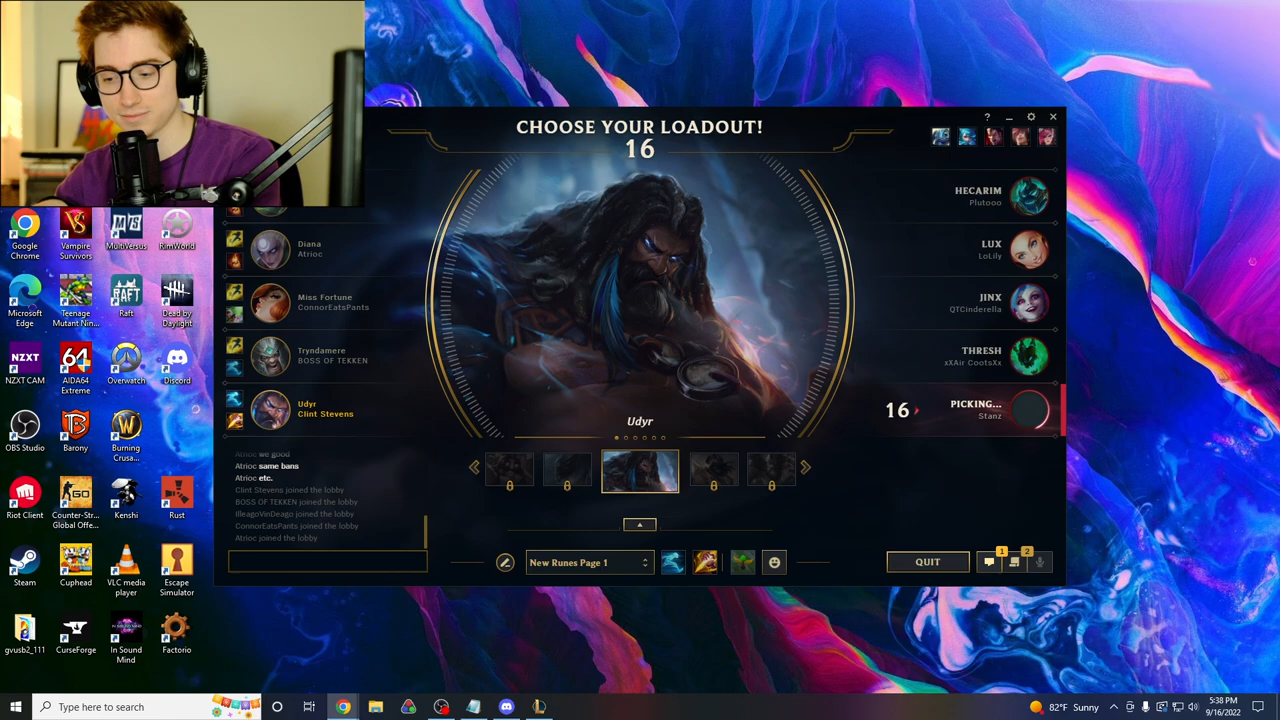 CHOOSE YOUR LOADOUT!
16
?
HECARIM
Plutooo
Diana
Atrioc
LUX
LoLily
Miss Fortune
ConnorEatsPants
JINX
QTCinderella
Tryndamere
BOSS OF TEKKEN
THRESH
xXAir CootsXx
Udyr
Clint Stevens
16
PICKING...
Stanz
Udyr
Atrioc we good
Atrioc same bans
Atrioc etc.
Clint Stevens joined the lobby
BOSS OF TEKKEN joined the lobby
IlleagoVinDeago joined the lobby
ConnorEatsPants joined the lobby
Atrioc joined the lobby
New Runes Page 1
QUIT
1
2
Google Chrome
Vampire Survivors
MultiVersus
RimWorld
Microsoft Edge
Teenage Mutant Nin...
RAFT
Raft
Dead by Daylight
NZXT
NZXT CAM
64
AIDA64 Extreme
Overwatch
Discord
OBS Studio
Barony
Burning Crusa...
Riot Client
Counter-Str... Global Offe...
Kenshi
Rust
Steam
Cuphead
VLC media player
Escape Simulator
gvusb2_111
CurseForge
In Sound Mind
Factorio
Type here to search
82°F Sunny
5:38 PM
9/16/2022